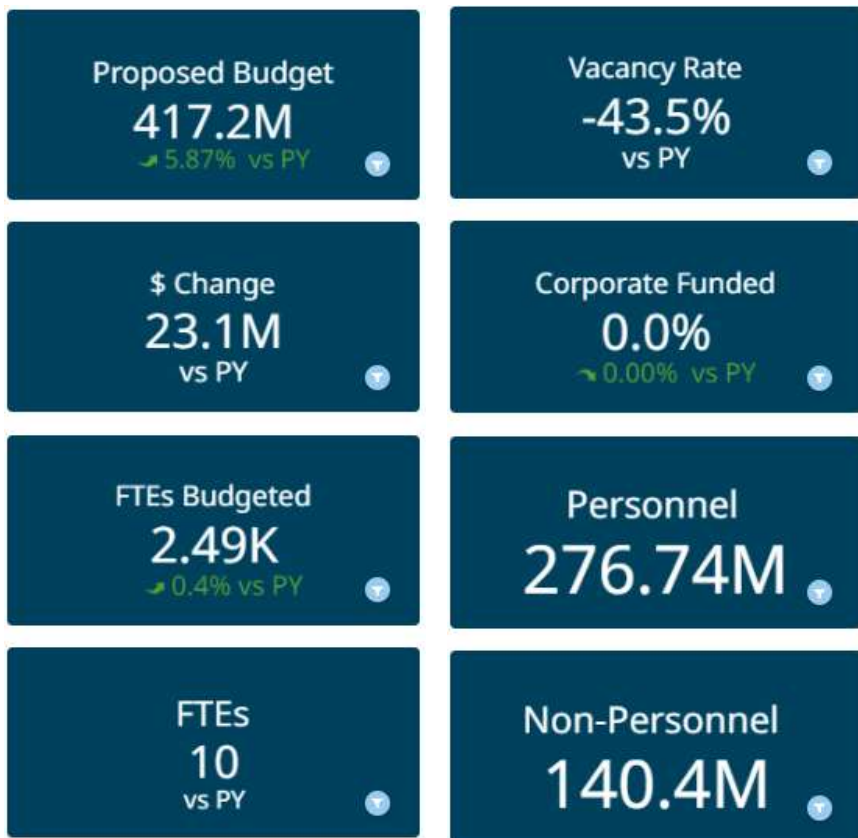 Proposed Budget
417.2M
5.87% vs PY
Vacancy Rate
-43.5%
vs PY
$ Change
23.1M
vs PY
Corporate Funded
0.0%
0.00% vs PY
FTEs Budgeted
2.49K
0.4% vs PY
Personnel
276.74M
FTEs
10
vs PY
Non-Personnel
140.4M